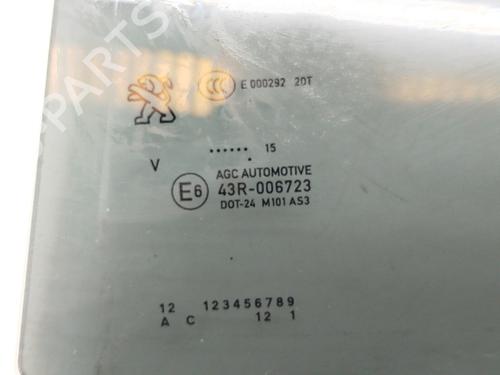 E 000292 20T
...... 15
.
V
AGC AUTOMOTIVE
E6 43R-006723
DOT-24 M101 AS3
12 123456789
A C 12 1